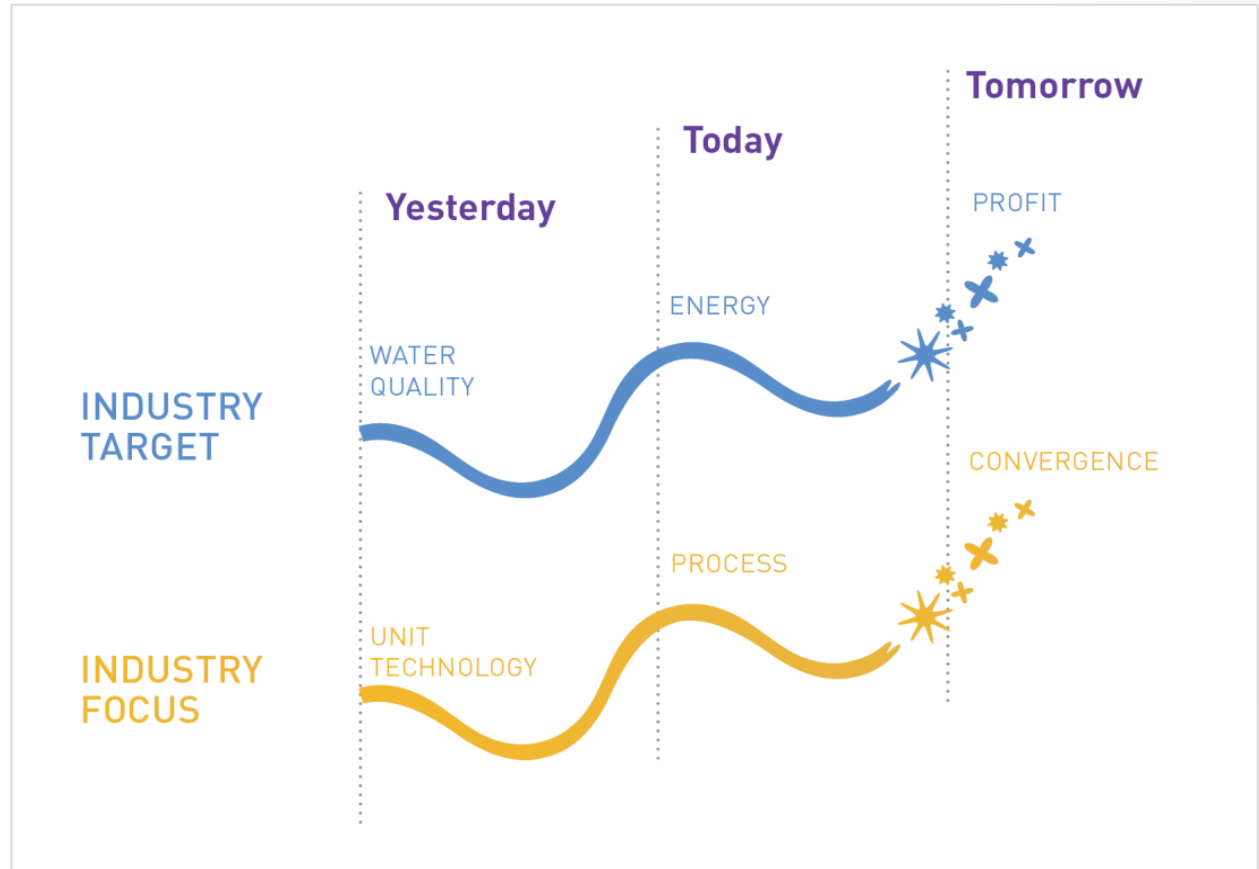 Tomorrow
Today
Yesterday
PROFIT
ENERGY
WATER
QUALITY
INDUSTRY
TARGET
CONVERGENCE
PROCESS
UNIT
TECHNOLOGY
INDUSTRY
FOCUS